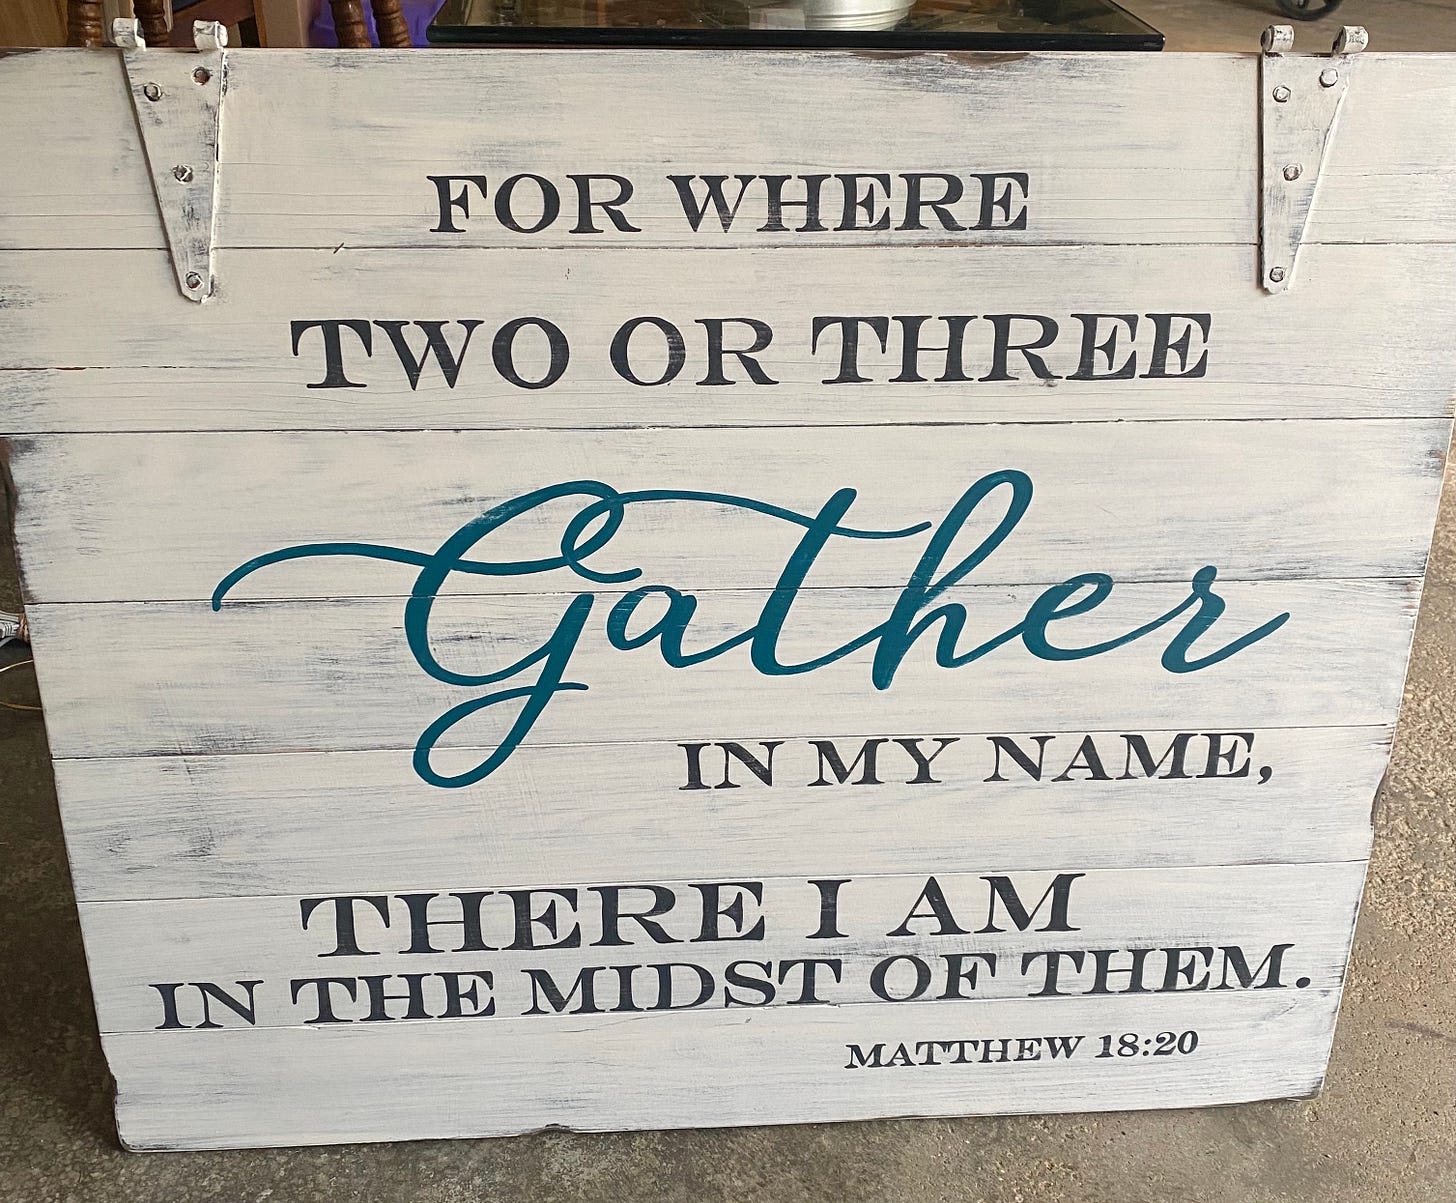 FOR WHERE
TWO OR THREE
Gather
IN MY NAME,
THERE I AM
IN THE MIDST OF THEM.
MATTHEW 18:20